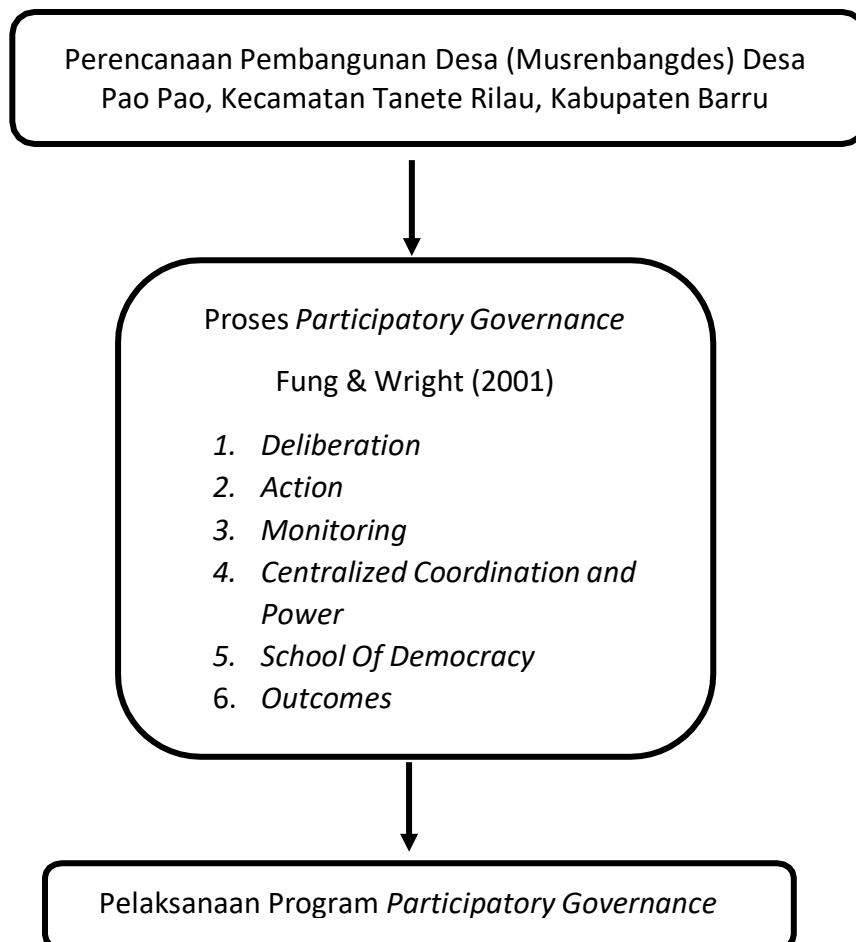 Perencanaan Pembangunan Desa (Musrenbangdes) Desa
Pao Pao, Kecamatan Tanete Rilau, Kabupaten Barru
Proses Participatory Governance
Fung & Wright (2001)
1. Deliberation
2. Action
3. Monitoring
4. Centralized Coordination and
Power
5. School Of Democracy
6. Outcomes
Pelaksanaan Program Participatory Governance